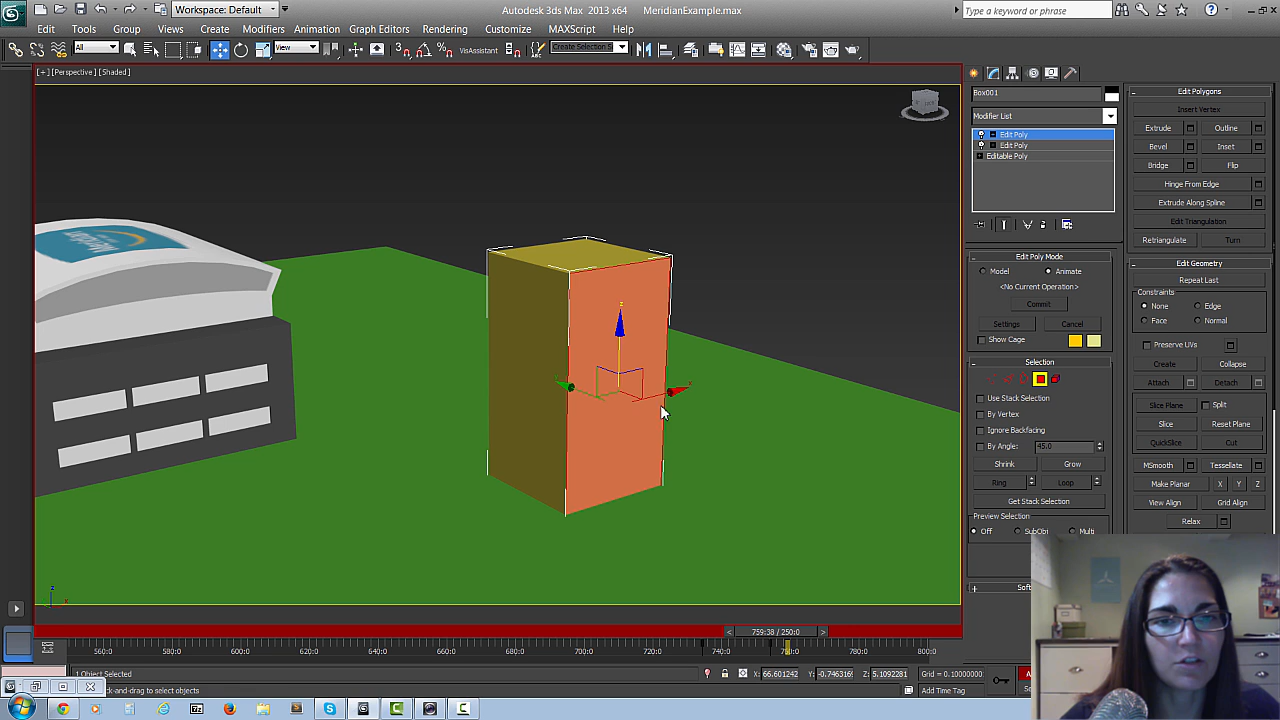 Workspace: Default
Autodesk 3ds Max 2013 x64 MeridianExample.max
Type a keyword or phrase
Edit Tools Group Views Create Modifiers Animation Graph Editors Rendering Customize MAXScript Help
All View VisAssistant Create Selection S
[+] [Perspective] [Shaded]
Meridian
Box001
Modifier List
Edit Poly
Edit Poly
Editable Poly
Edit Poly Mode
Model Animate
<No Current Operation>
Commit
Settings Cancel
Show Cage
Selection
Use Stack Selection
By Vertex
Ignore Backfacing
By Angle: 45.0
Shrink Grow
Ring Loop
Get Stack Selection
Preview Selection
Off SubObj Multi
Edit Polygons
Insert Vertex
Extrude Outline
Bevel Inset
Bridge Flip
Hinge From Edge
Extrude Along Spline
Edit Triangulation
Retriangulate Turn
Edit Geometry
Repeat Last
Constraints
None Edge
Face Normal
Preserve UVs
Create Collapse
Attach Detach
Slice Plane Split
Slice Reset Plane
QuickSlice Cut
MSmooth Tessellate
Make Planar X Y Z
View Align Grid Align
Relax
z
x
< 759:38 / 250:0 >
560:0 580:0 600:0 620:0 640:0 660:0 680:0 700:0 720:0 740:0 780:0 800:0
1 Object Selected X: 66.601242 Z: 5.1092281 Grid = 0.10000000
-and-drag to select objects Add Time Tag